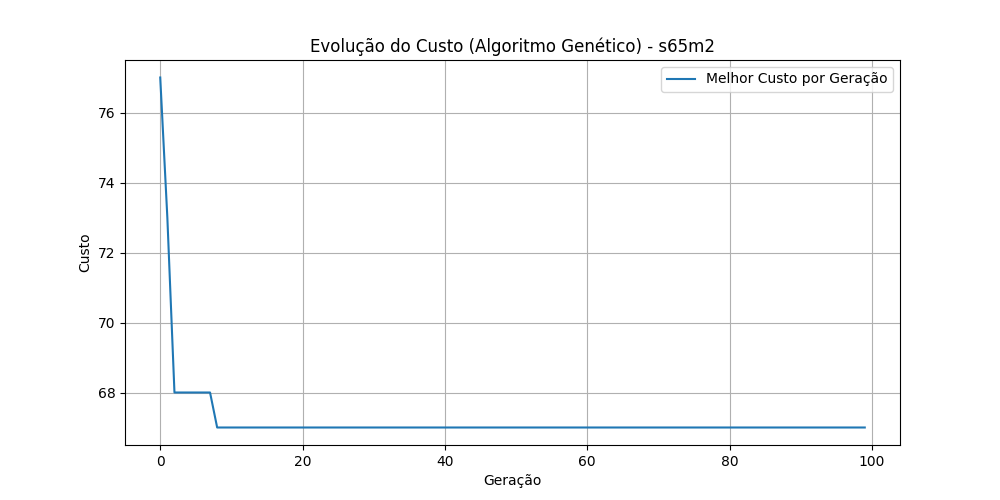 Evolução do Custo (Algoritmo Genético) - s65m2
Melhor Custo por Geração
Custo
76
74
72
70
68
0 20 40 60 80 100
Geração